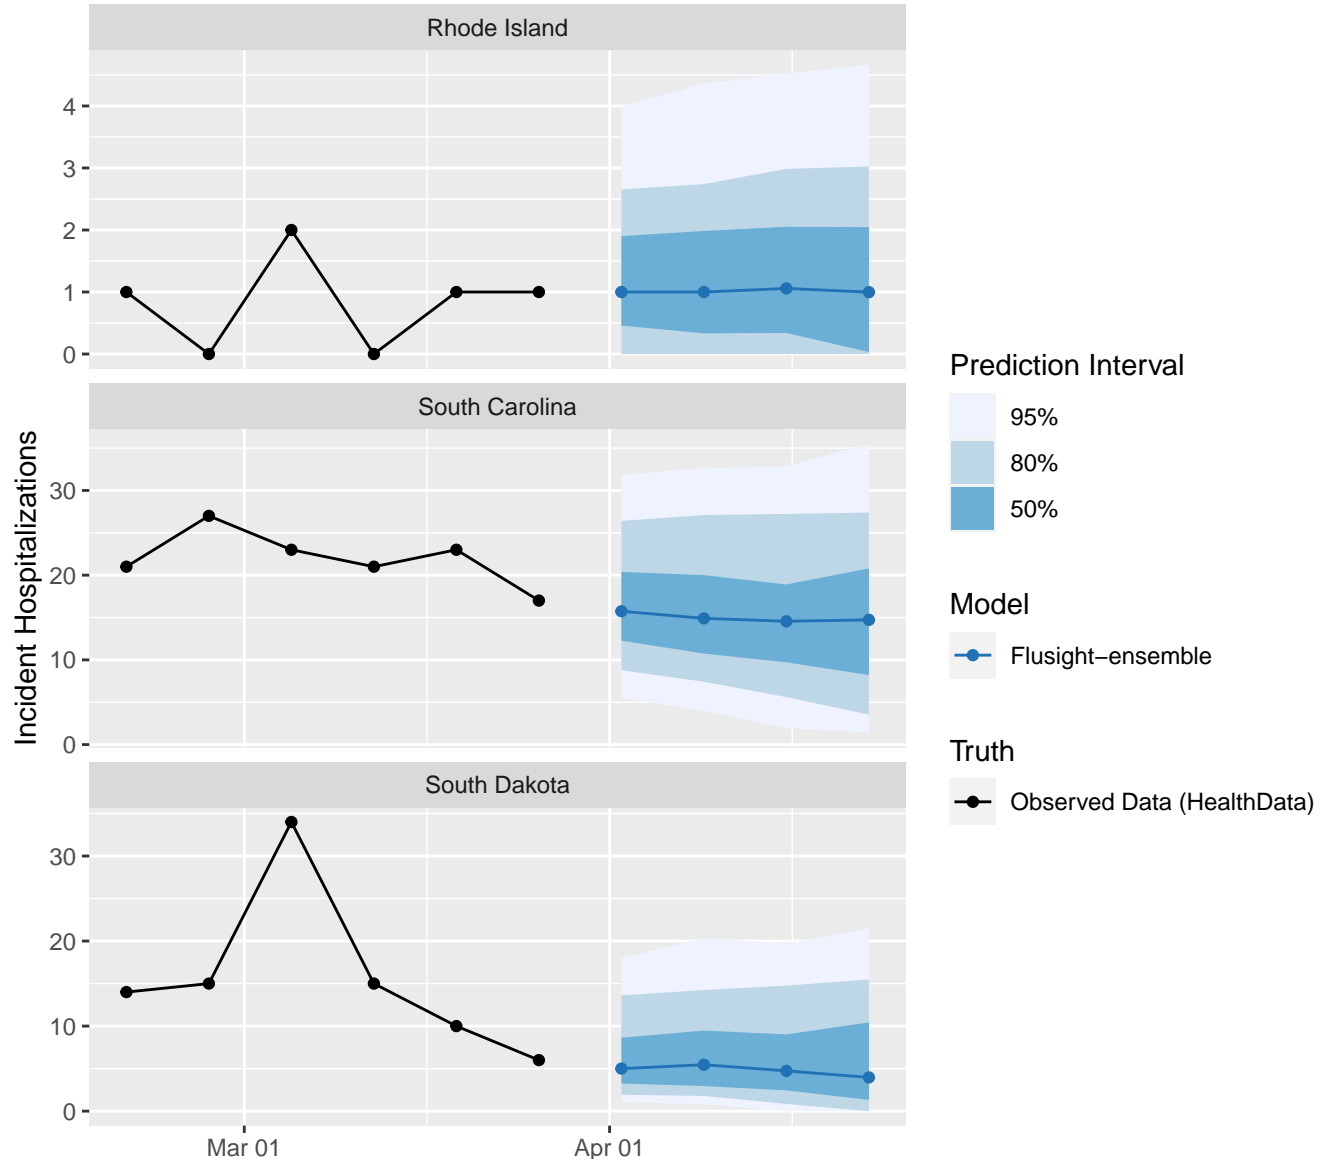 Rhode Island
4
3
2
1
0
South Carolina
30
20
10
0
South Dakota
30
20
10
0
Mar 01
Apr 01
Incident Hospitalizations
Prediction Interval
95%
80%
50%
Model
Flusight−ensemble
Truth
Observed Data (HealthData)